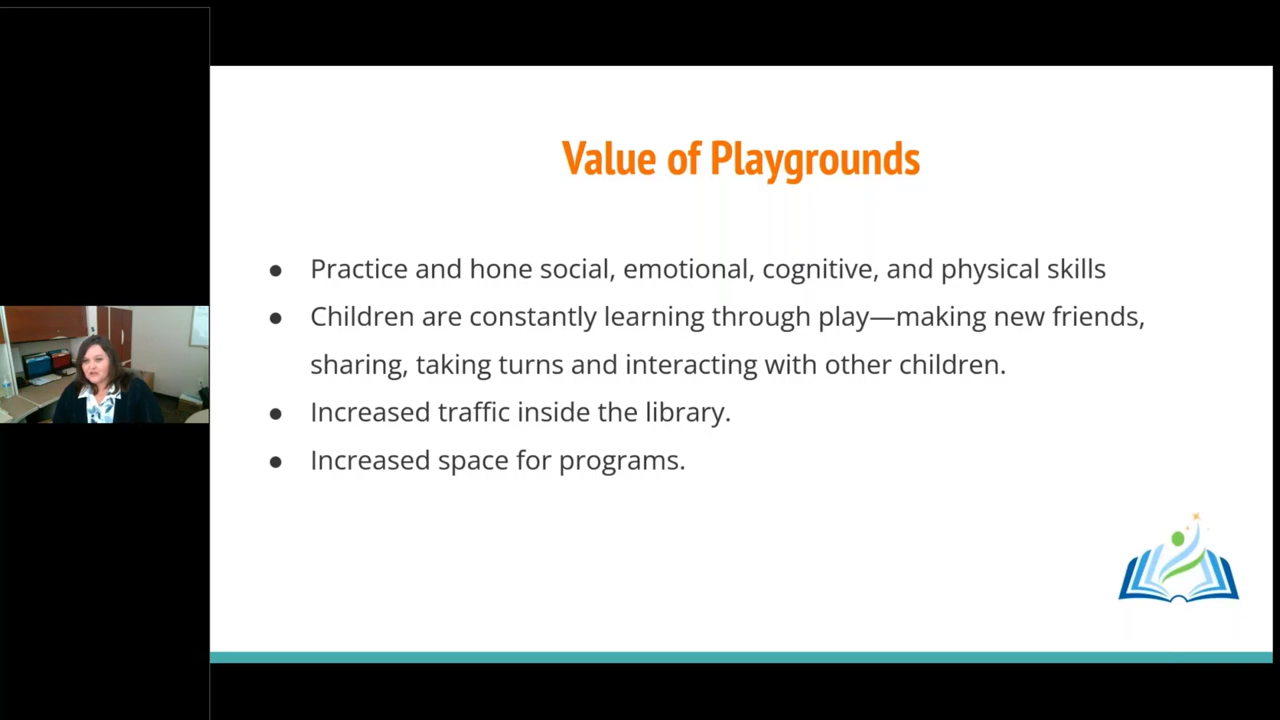 Value of Playgrounds
● Practice and hone social, emotional, cognitive, and physical skills
● Children are constantly learning through play—making new friends,
sharing, taking turns and interacting with other children.
● Increased traffic inside the library.
● Increased space for programs.